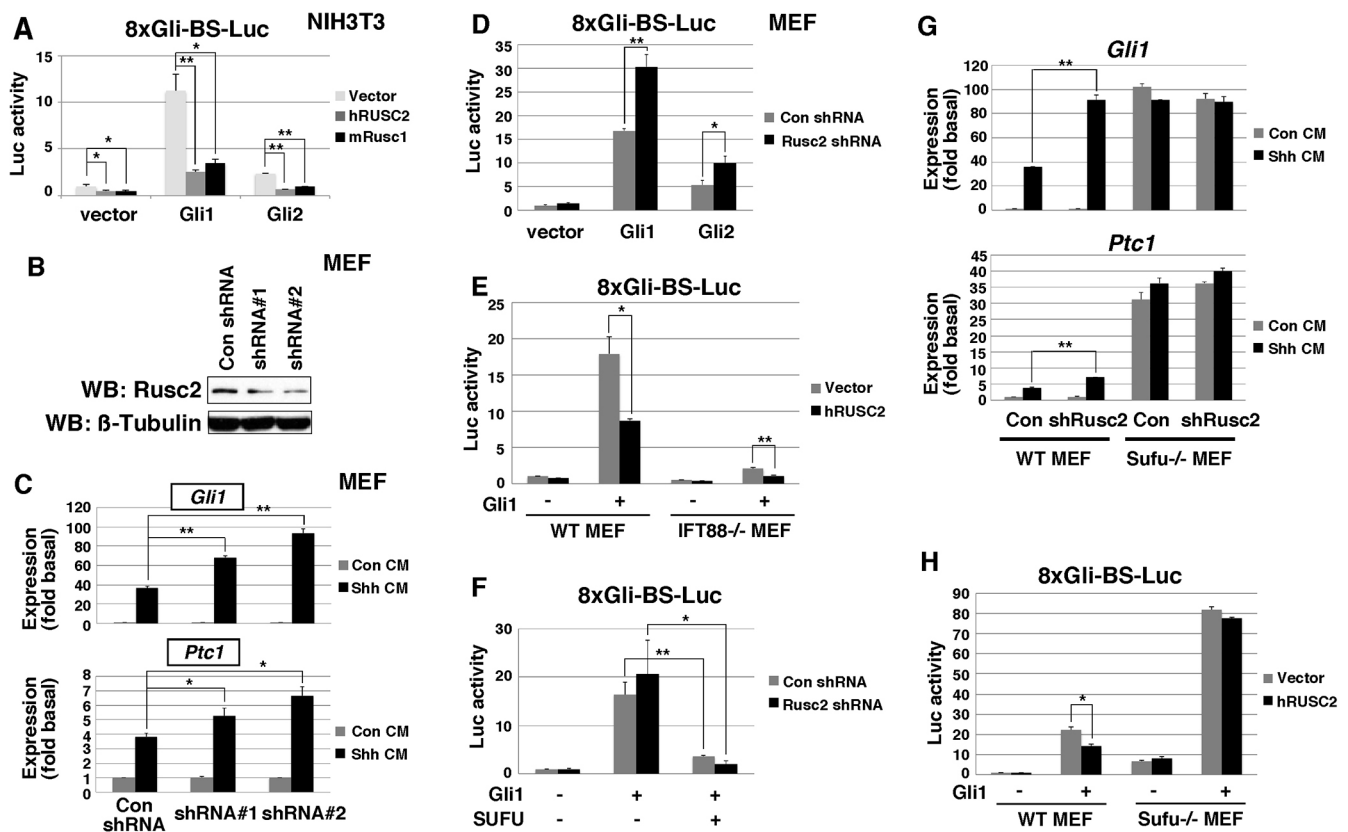 A
8xGli-BS-Luc
NIH3T3
Luc activity
15
10
5
0
*
**
*
*
**
**
Vector
hRUSC2
mRusc1
vector
Gli1
Gli2
B
MEF
Con shRNA
shRNA#1
shRNA#2
WB: Rusc2
WB: ß-Tubulin
C
MEF
Gli1
Expression
(fold basal)
120
100
80
60
40
20
0
**
**
Con CM
Shh CM
Ptc1
Expression
(fold basal)
8
7
6
5
4
3
2
1
0
*
*
Con CM
Shh CM
Con
shRNA
shRNA#1
shRNA#2
D
8xGli-BS-Luc
MEF
Luc activity
35
30
25
20
15
10
5
0
**
*
Con shRNA
Rusc2 shRNA
vector
Gli1
Gli2
E
8xGli-BS-Luc
Luc activity
25
20
15
10
5
0
*
**
Vector
hRUSC2
Gli1 - + - +
WT MEF
IFT88-/- MEF
F
8xGli-BS-Luc
Luc activity
30
20
10
0
*
**
Con shRNA
Rusc2 shRNA
Gli1 - + +
SUFU - - +
G
Gli1
Expression
(fold basal)
120
100
80
60
40
20
0
**
Con CM
Shh CM
Ptc1
Expression
(fold basal)
45
40
35
30
25
20
15
10
5
0
**
Con CM
Shh CM
Con shRusc2 Con shRusc2
WT MEF
Sufu-/- MEF
H
8xGli-BS-Luc
Luc activity
90
80
70
60
50
40
30
20
10
0
*
Vector
hRUSC2
Gli1 - + - +
WT MEF
Sufu-/- MEF